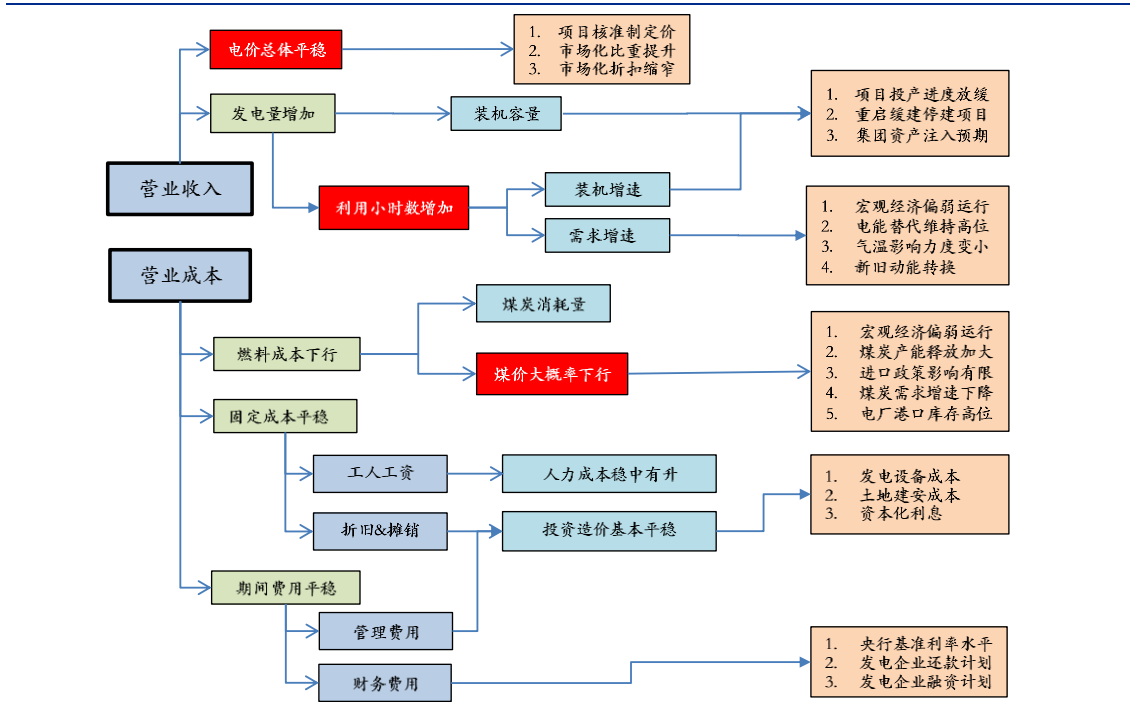 电价总体平稳
1. 项目核准制定价
2. 市场化比重提升
3. 市场化折扣缩窄
发电量增加
装机容量
1. 项目投产进度放缓
2. 重启缓建停建项目
3. 集团资产注入预期
营业收入
利用小时数增加
装机增速
需求增速
1. 宏观经济偏弱运行
2. 电能替代维持高位
3. 气温影响力度变小
4. 新旧动能转换
营业成本
煤炭消耗量
燃料成本下行
煤价大概率下行
1. 宏观经济偏弱运行
2. 煤炭产能释放加大
3. 进口政策影响有限
4. 煤炭需求增速下降
5. 电厂港口库存高位
固定成本平稳
工人工资
人力成本稳中有升
折旧&摊销
投资造价基本平稳
1. 发电设备成本
2. 土地建安成本
3. 资本化利息
期间费用平稳
管理费用
财务费用
1. 央行基准利率水平
2. 发电企业还款计划
3. 发电企业融资计划